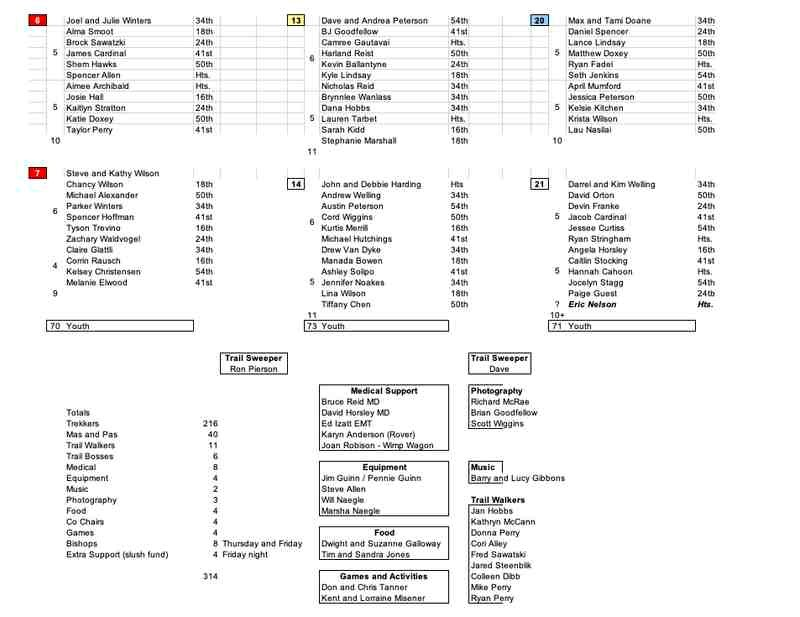 6 Joel and Julie Winters 34th
Alma Smoot 18th
Brock Sawatzki 24th
5 James Cardinal 41st
Shem Hawks 50th
Spencer Allen Hts.
Aimee Archibald Hts.
Josie Hall 16th
5 Kaitlyn Stratton 24th
Katie Doxey 50th
Taylor Perry 41st
10
13 Dave and Andrea Peterson 54th
BJ Goodfellow 41st
Camree Gautavai Hts.
Harland Reist 50th
6 Kevin Ballantyne 24th
Kyle Lindsay 18th
Nicholas Reid 34th
Brynnlee Wanlass 34th
Dana Hobbs 34th
5 Lauren Tarbet Hts.
Sarah Kidd 16th
Stephanie Marshall 18th
11
20 Max and Tami Doane 34th
Daniel Spencer 24th
Lance Lindsay 18th
5 Matthew Doxey 50th
Ryan Fadel Hts.
Seth Jenkins 54th
April Mumford 41st
Jessica Peterson 50th
5 Kelsie Kitchen 34th
Krista Wilson Hts.
Lau Nasilai 50th
10
7 Steve and Kathy Wilson
Chancy Wilson 18th
Michael Alexander 50th
6 Parker Winters 34th
Spencer Hoffman 41st
Tyson Trevino 16th
Zachary Waldvogel 24th
Claire Glattli 34th
4 Corrin Rausch 16th
Kelsey Christensen 54th
Melanie Elwood 41st
9
70 Youth
14 John and Debbie Harding Hts
Andrew Welling 34th
Austin Peterson 54th
6 Cord Wiggins 50th
Kurtis Merrill 16th
Michael Hutchings 41st
Drew Van Dyke 34th
Manada Bowen 18th
Ashley Solipo 41st
5 Jennifer Noakes 34th
Lina Wilson 18th
Tiffany Chen 50th
11
73 Youth
21 Darrel and Kim Welling 34th
David Orton 50th
Devin Franke 24th
5 Jacob Cardinal 41st
Jessee Curtiss 54th
Ryan Stringham Hts.
Angela Horsley 16th
Caitlin Stocking 41st
5 Hannah Cahoon Hts.
Jocelyn Stagg 54th
Paige Guest 24tb
? Eric Nelson Hts.
10+
71 Youth
Trail Sweeper
Ron Pierson
Trail Sweeper
Dave
Totals
Trekkers 216
Mas and Pas 40
Trail Walkers 11
Trail Bosses 6
Medical 8
Equipment 4
Music 2
Photography 3
Food 4
Co Chairs 4
Games 4
Bishops 8 Thursday and Friday
Extra Support (slush fund) 4 Friday night
314
Medical Support
Bruce Reid MD
David Horsley MD
Ed Izatt EMT
Karyn Anderson (Rover)
Joan Robison - Wimp Wagon
Equipment
Jim Guinn / Pennie Guinn
Steve Allen
Will Naegle
Marsha Naegle
Food
Dwight and Suzanne Galloway
Tim and Sandra Jones
Games and Activities
Don and Chris Tanner
Kent and Lorraine Misener
Photography
Richard McRae
Brian Goodfellow
Scott Wiggins
Music
Barry and Lucy Gibbons
Trail Walkers
Jan Hobbs
Kathryn McCann
Donna Perry
Cori Alley
Fred Sawatski
Jared Steenblik
Colleen Dibb
Mike Perry
Ryan Perry